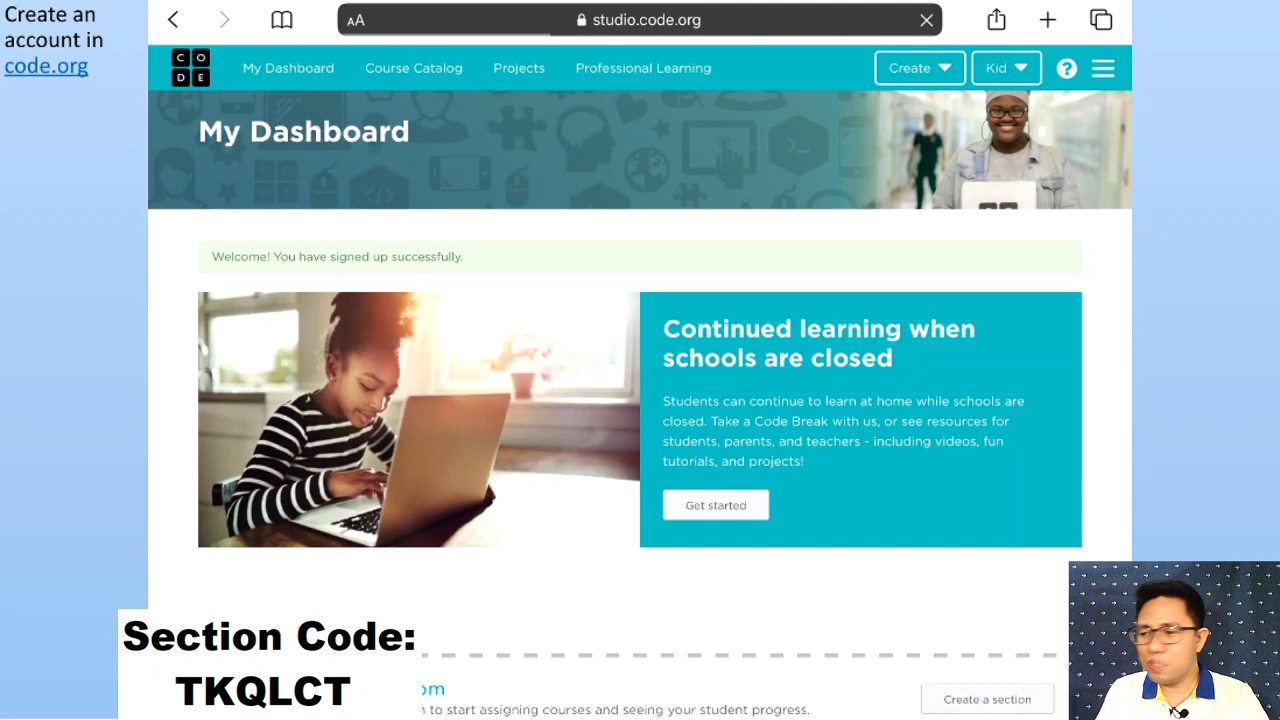 Create an
account in
code.org
AA
studio.code.org
CODE
My Dashboard
Course Catalog
Projects
Professional Learning
Create
Kid
?
My Dashboard
Welcome! You have signed up successfully.
Continued learning when
schools are closed
Students can continue to learn at home while schools are
closed. Take a Code Break with us, or see resources for
students, parents, and teachers - including videos, fun
tutorials, and projects!
Get started
Section Code:
TKQLCT
to start assigning courses and seeing your student progress.
Create a section